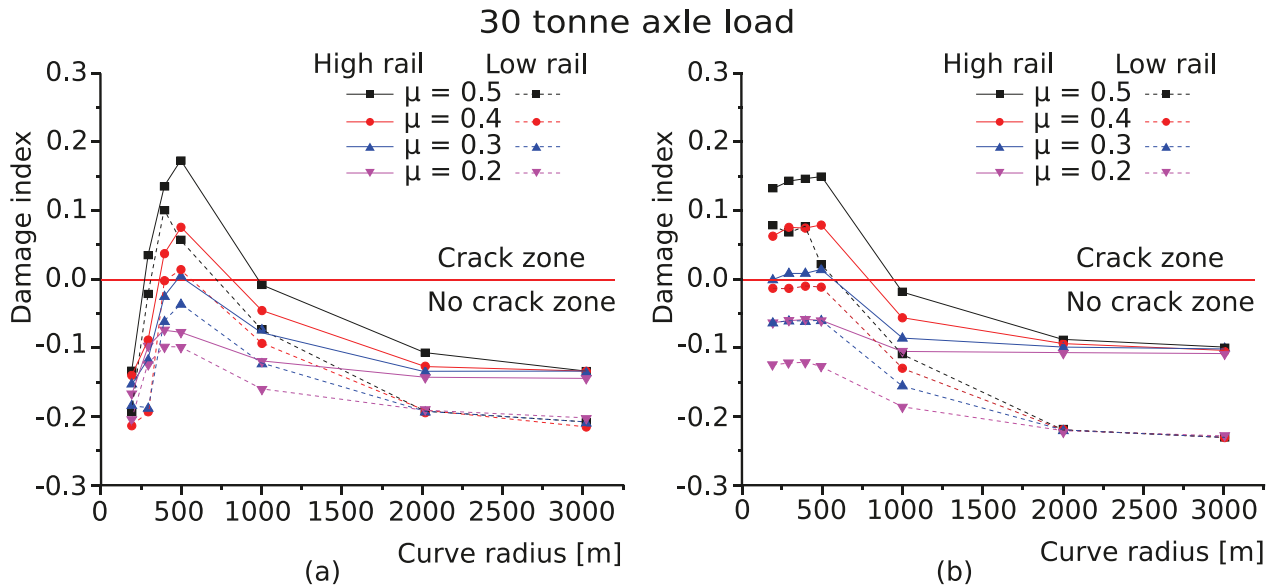 30 tonne axle load
High rail Low rail
μ = 0.5
μ = 0.4
μ = 0.3
μ = 0.2
Crack zone
No crack zone
Damage index
0.3
0.2
0.1
0.0
-0.1
-0.2
-0.3
0 500 1000 1500 2000 2500 3000
Curve radius [m]
(a)
High rail Low rail
μ = 0.5
μ = 0.4
μ = 0.3
μ = 0.2
Crack zone
No crack zone
Damage index
0.3
0.2
0.1
0.0
-0.1
-0.2
-0.3
0 500 1000 1500 2000 2500 3000
Curve radius [m]
(b)